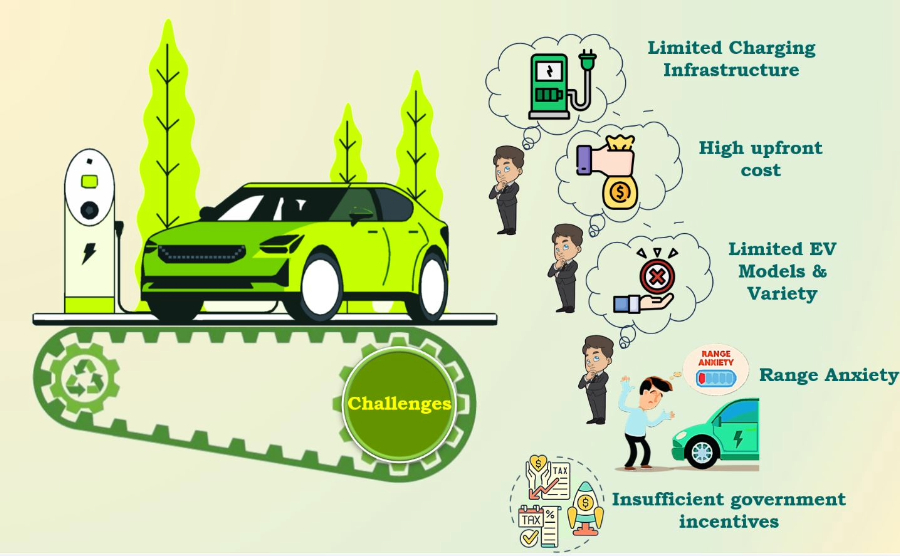 Limited Charging
Infrastructure
High upfront
cost
Limited EV
Models &
Variety
Challenges
RANGE
ANXIETY
Range Anxiety
TAX
TAX
%
Insufficient government
incentives